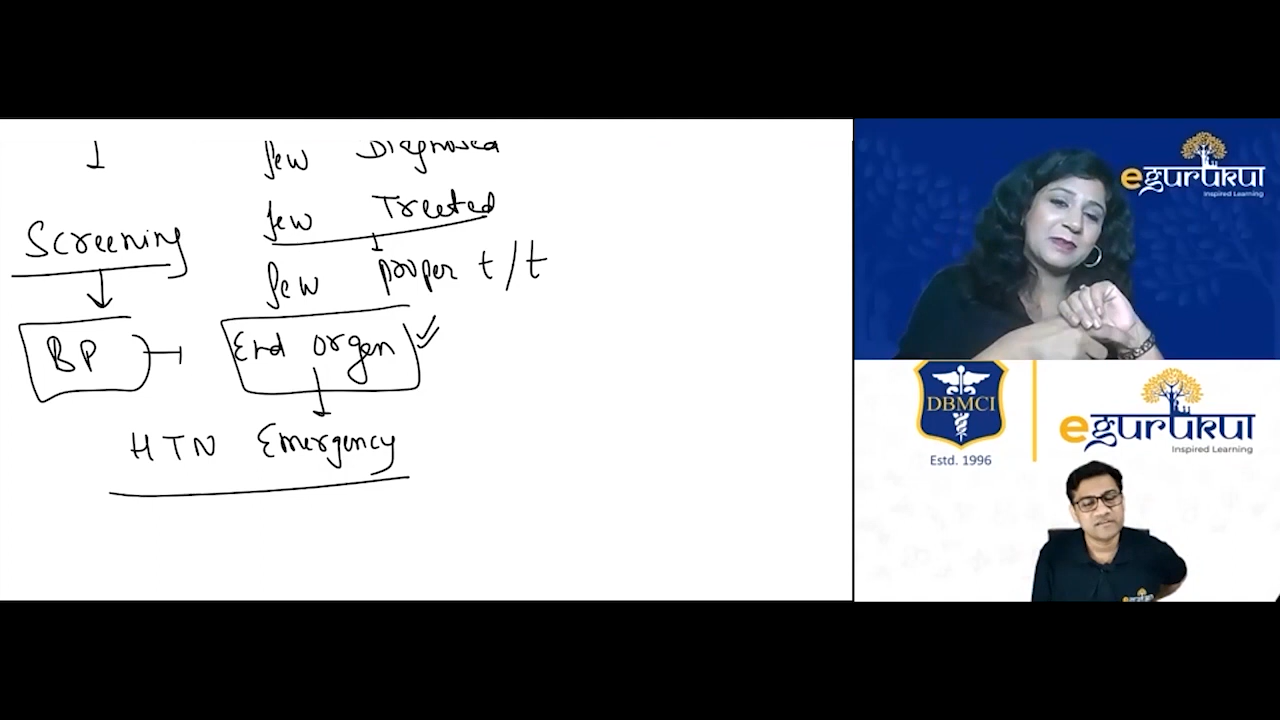 few Diagnosed
few Treated
Screening
few proper t/t
BP
End organ
HTN Emergency
eGURUKUL
Inspired Learning
DBMCI
Estd. 1996
eGURUKUL
Inspired Learning